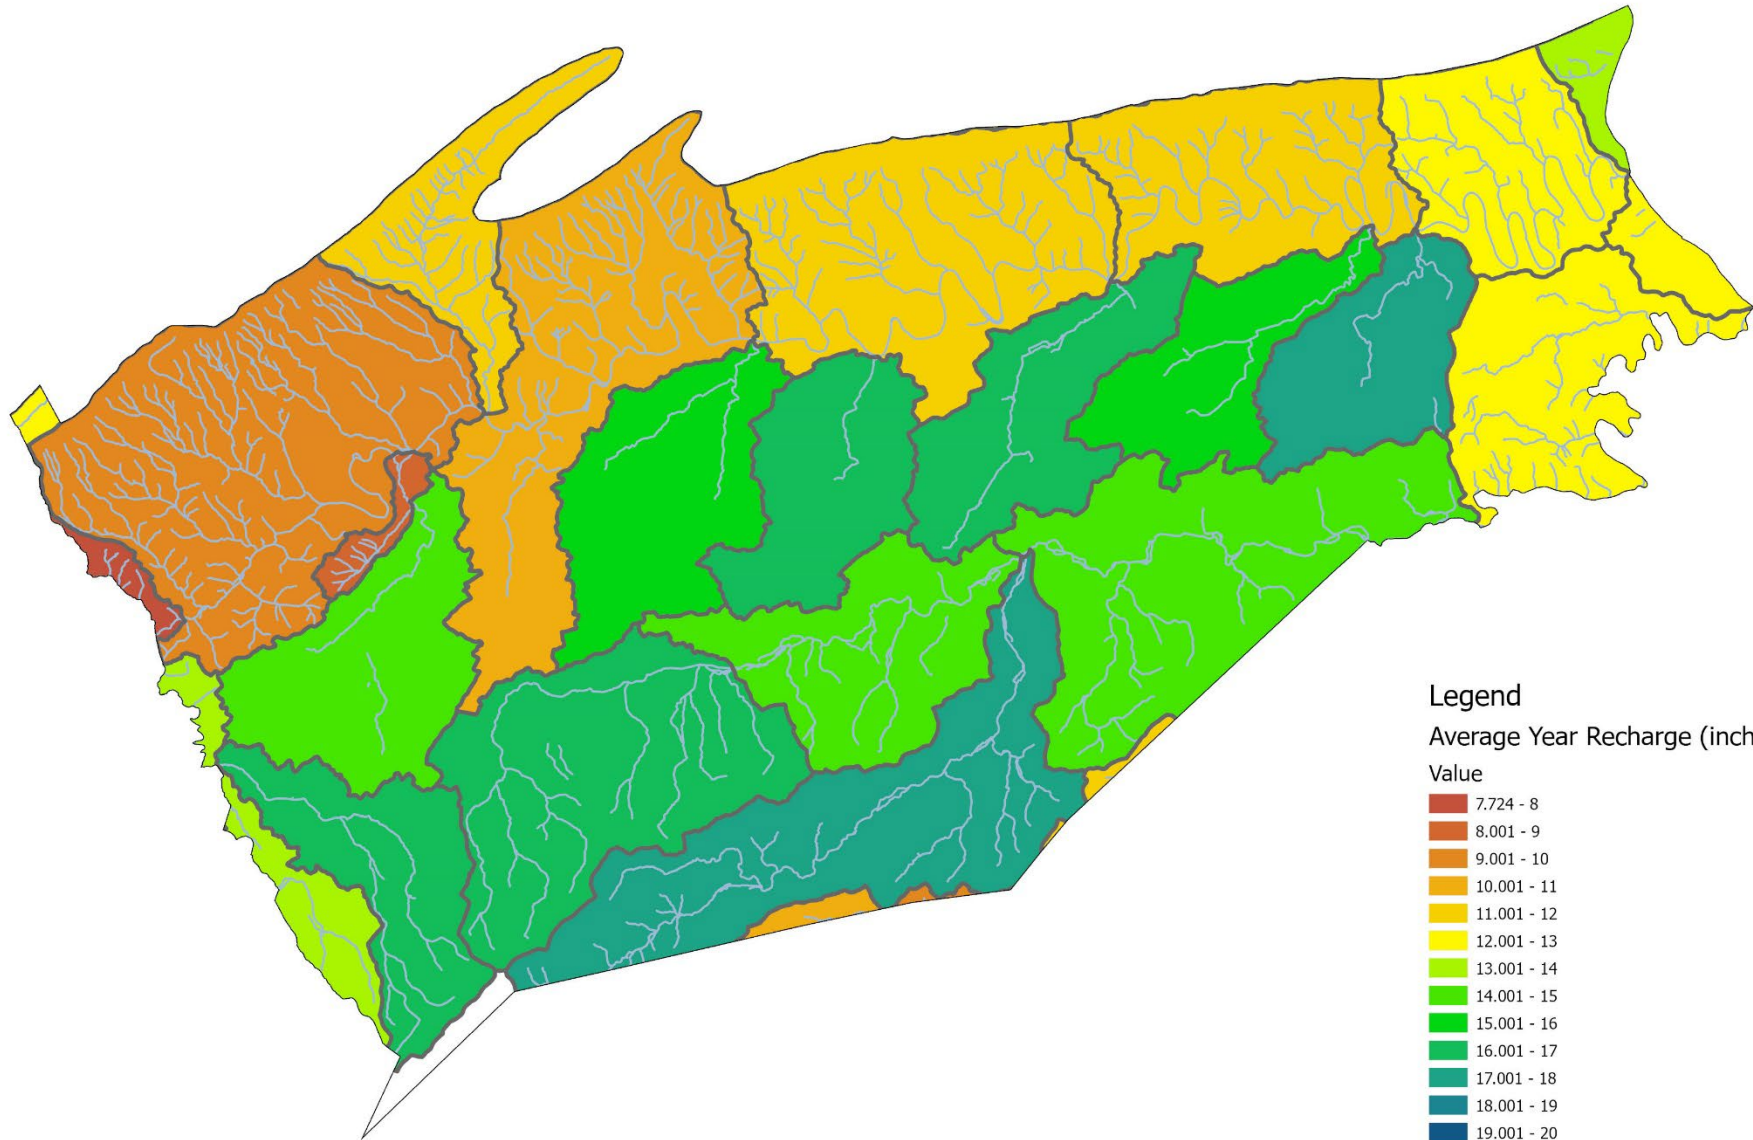 Legend
Average Year Recharge (inch
Value
7.724 - 8
8.001 - 9
9.001 - 10
10.001 - 11
11.001 - 12
12.001 - 13
13.001 - 14
14.001 - 15
15.001 - 16
16.001 - 17
17.001 - 18
18.001 - 19
19.001 - 20